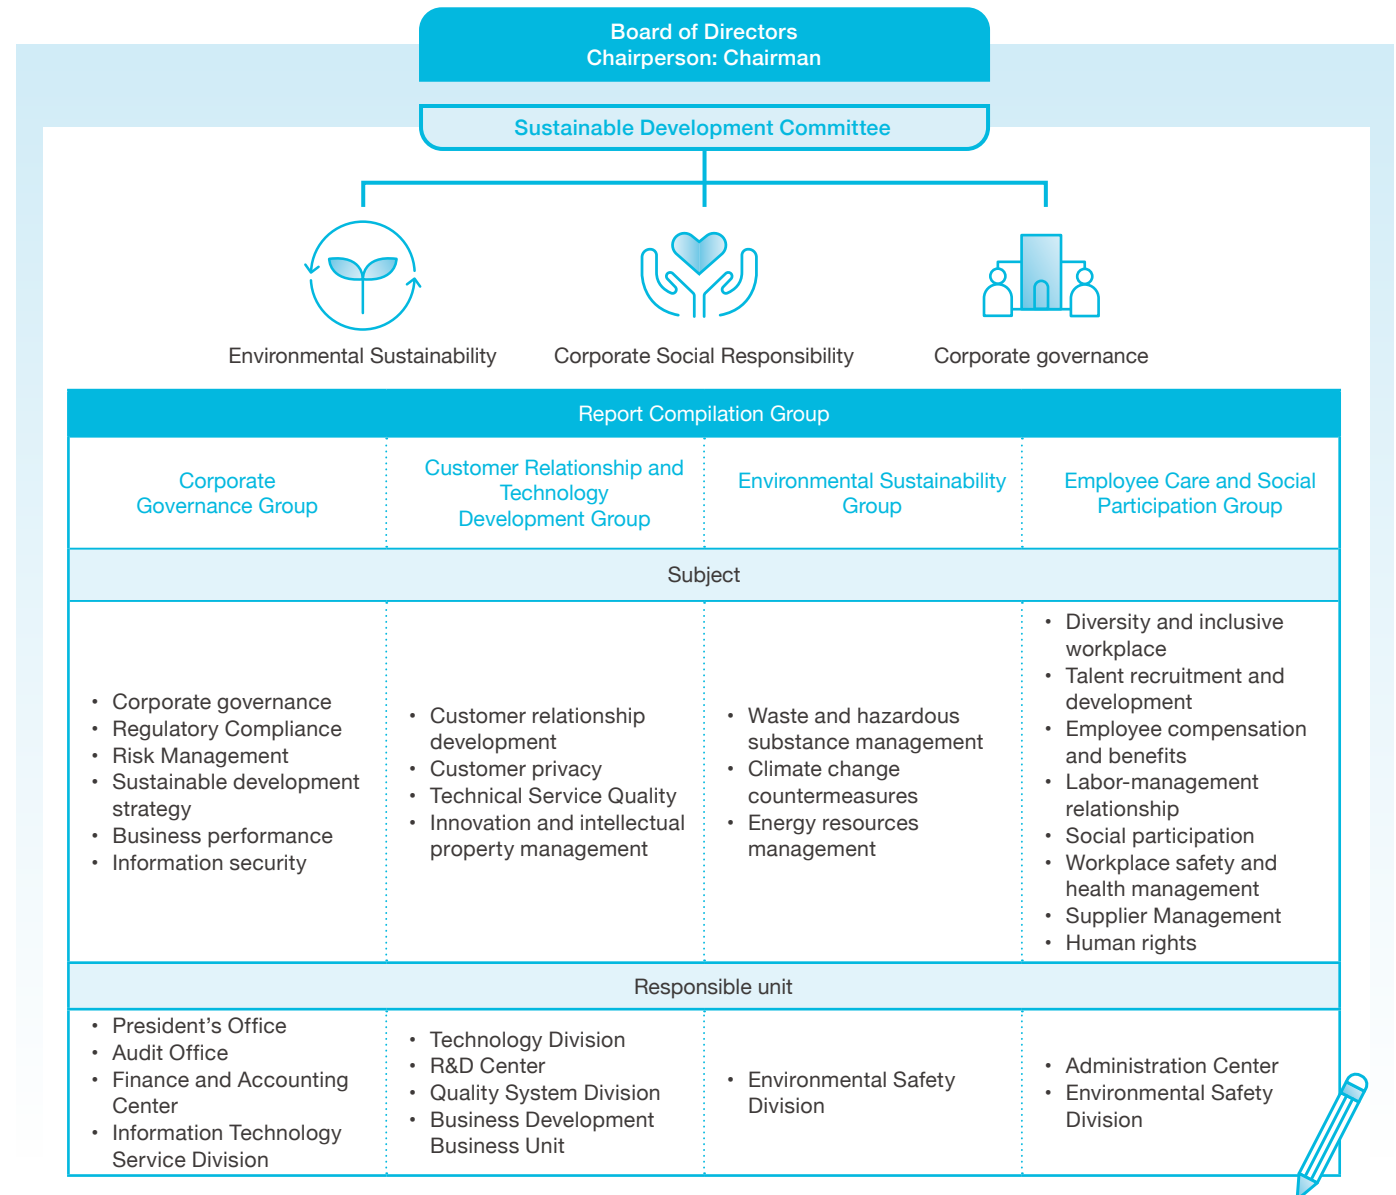 Board of Directors
Chairperson: Chairman
Sustainable Development Committee
Environmental Sustainability
Corporate Social Responsibility
Corporate governance
Report Compilation Group
Corporate
Governance Group
Customer Relationship and
Technology
Development Group
Environmental Sustainability
Group
Employee Care and Social
Participation Group
Subject
• Corporate governance
• Regulatory Compliance
• Risk Management
• Sustainable development
strategy
• Business performance
• Information security
• Customer relationship
development
• Customer privacy
• Technical Service Quality
• Innovation and intellectual
property management
• Waste and hazardous
substance management
• Climate change
countermeasures
• Energy resources
management
• Diversity and inclusive
workplace
• Talent recruitment and
development
• Employee compensation
and benefits
• Labor-management
relationship
• Social participation
• Workplace safety and
health management
• Supplier Management
• Human rights
Responsible unit
• President’s Office
• Audit Office
• Finance and Accounting
Center
• Information Technology
Service Division
• Technology Division
• R&D Center
• Quality System Division
• Business Development
Business Unit
• Environmental Safety
Division
• Administration Center
• Environmental Safety
Division